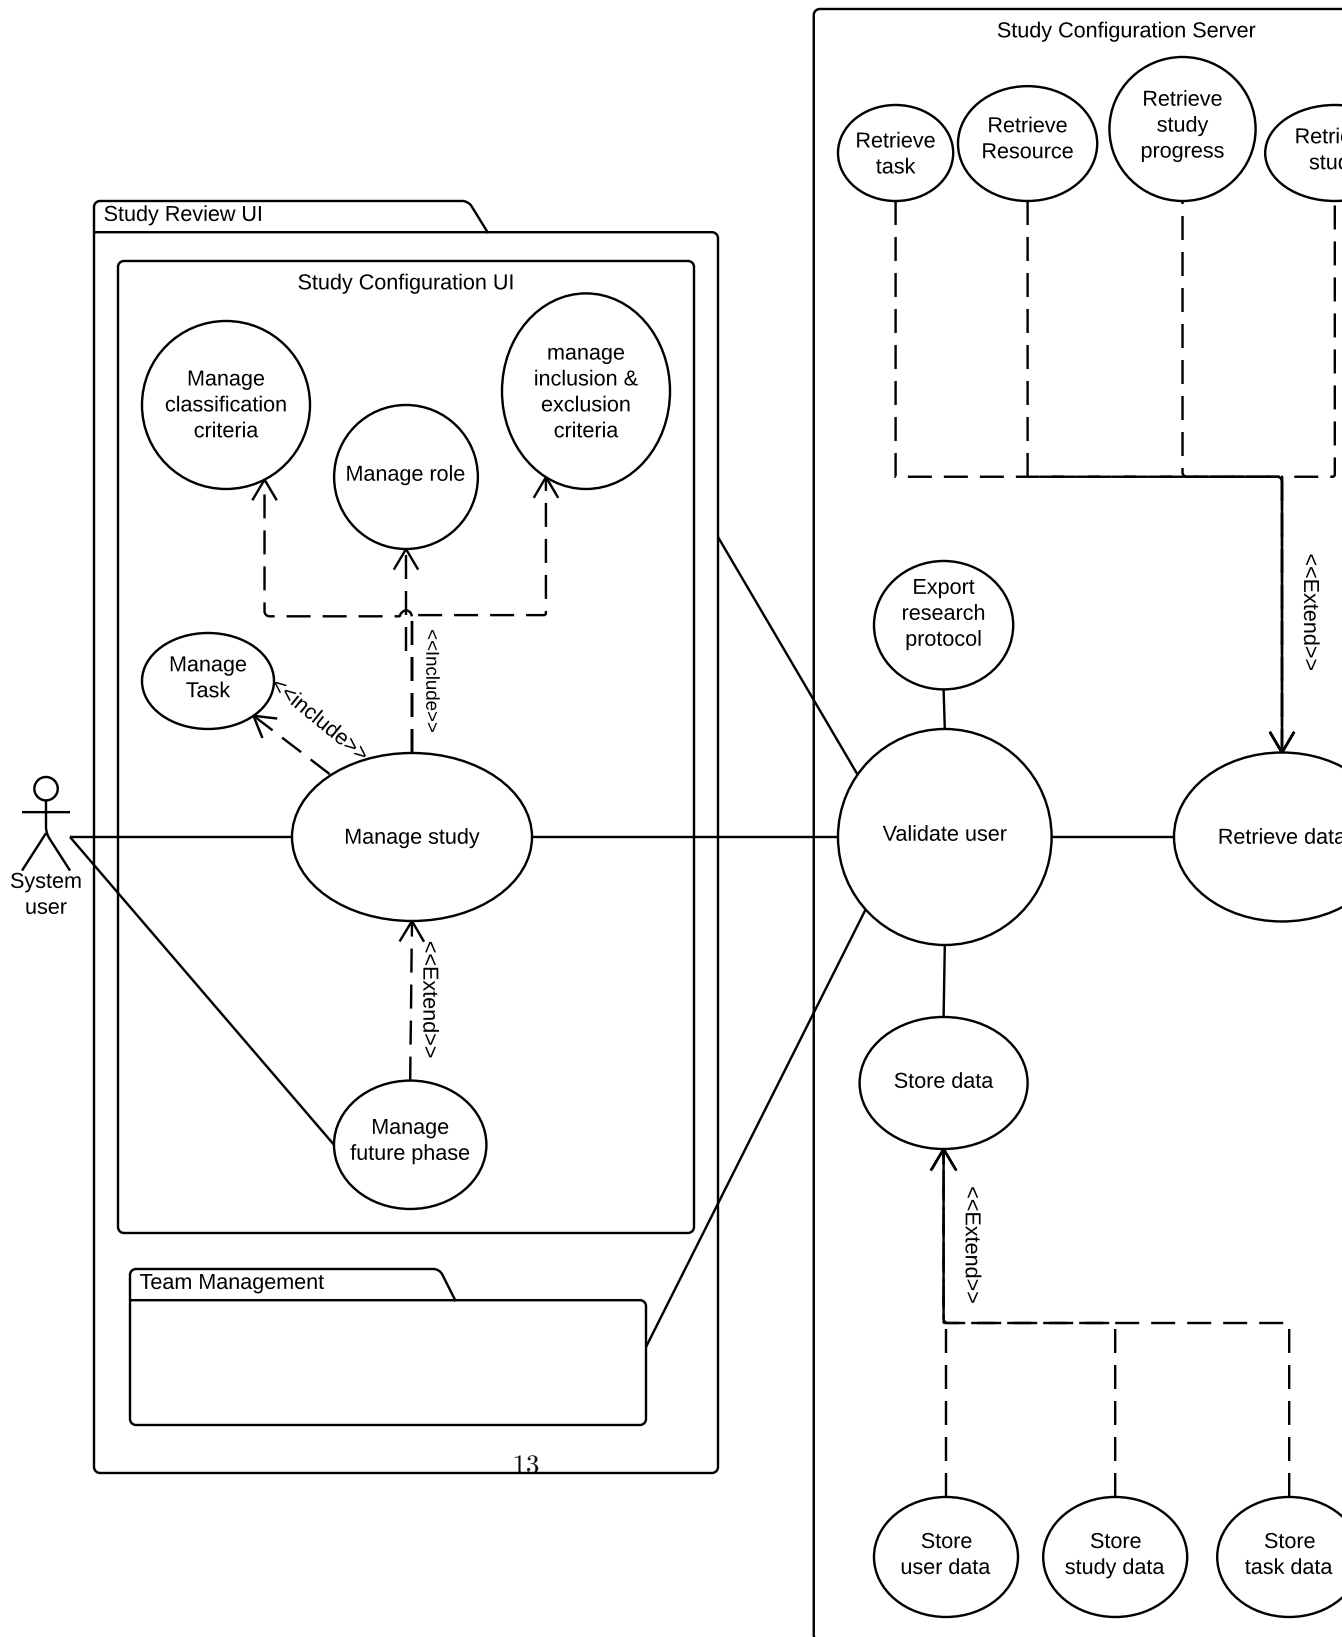 Study Configuration Server
Retrieve
task
Retrieve
Resource
Retrieve
study
progress
Study Review UI
Study Configuration UI
Manage
classification
criteria
Manage role
manage
inclusion &
exclusion
criteria
<<Extend>>
Export
research
protocol
<<Include>>
Manage
Task
<<include>>
System
user
Manage study
Validate user
Retrieve data
<<Extend>>
Store data
Manage
future phase
<<Extend>>
Team Management
13
Store
user data
Store
study data
Store
task data